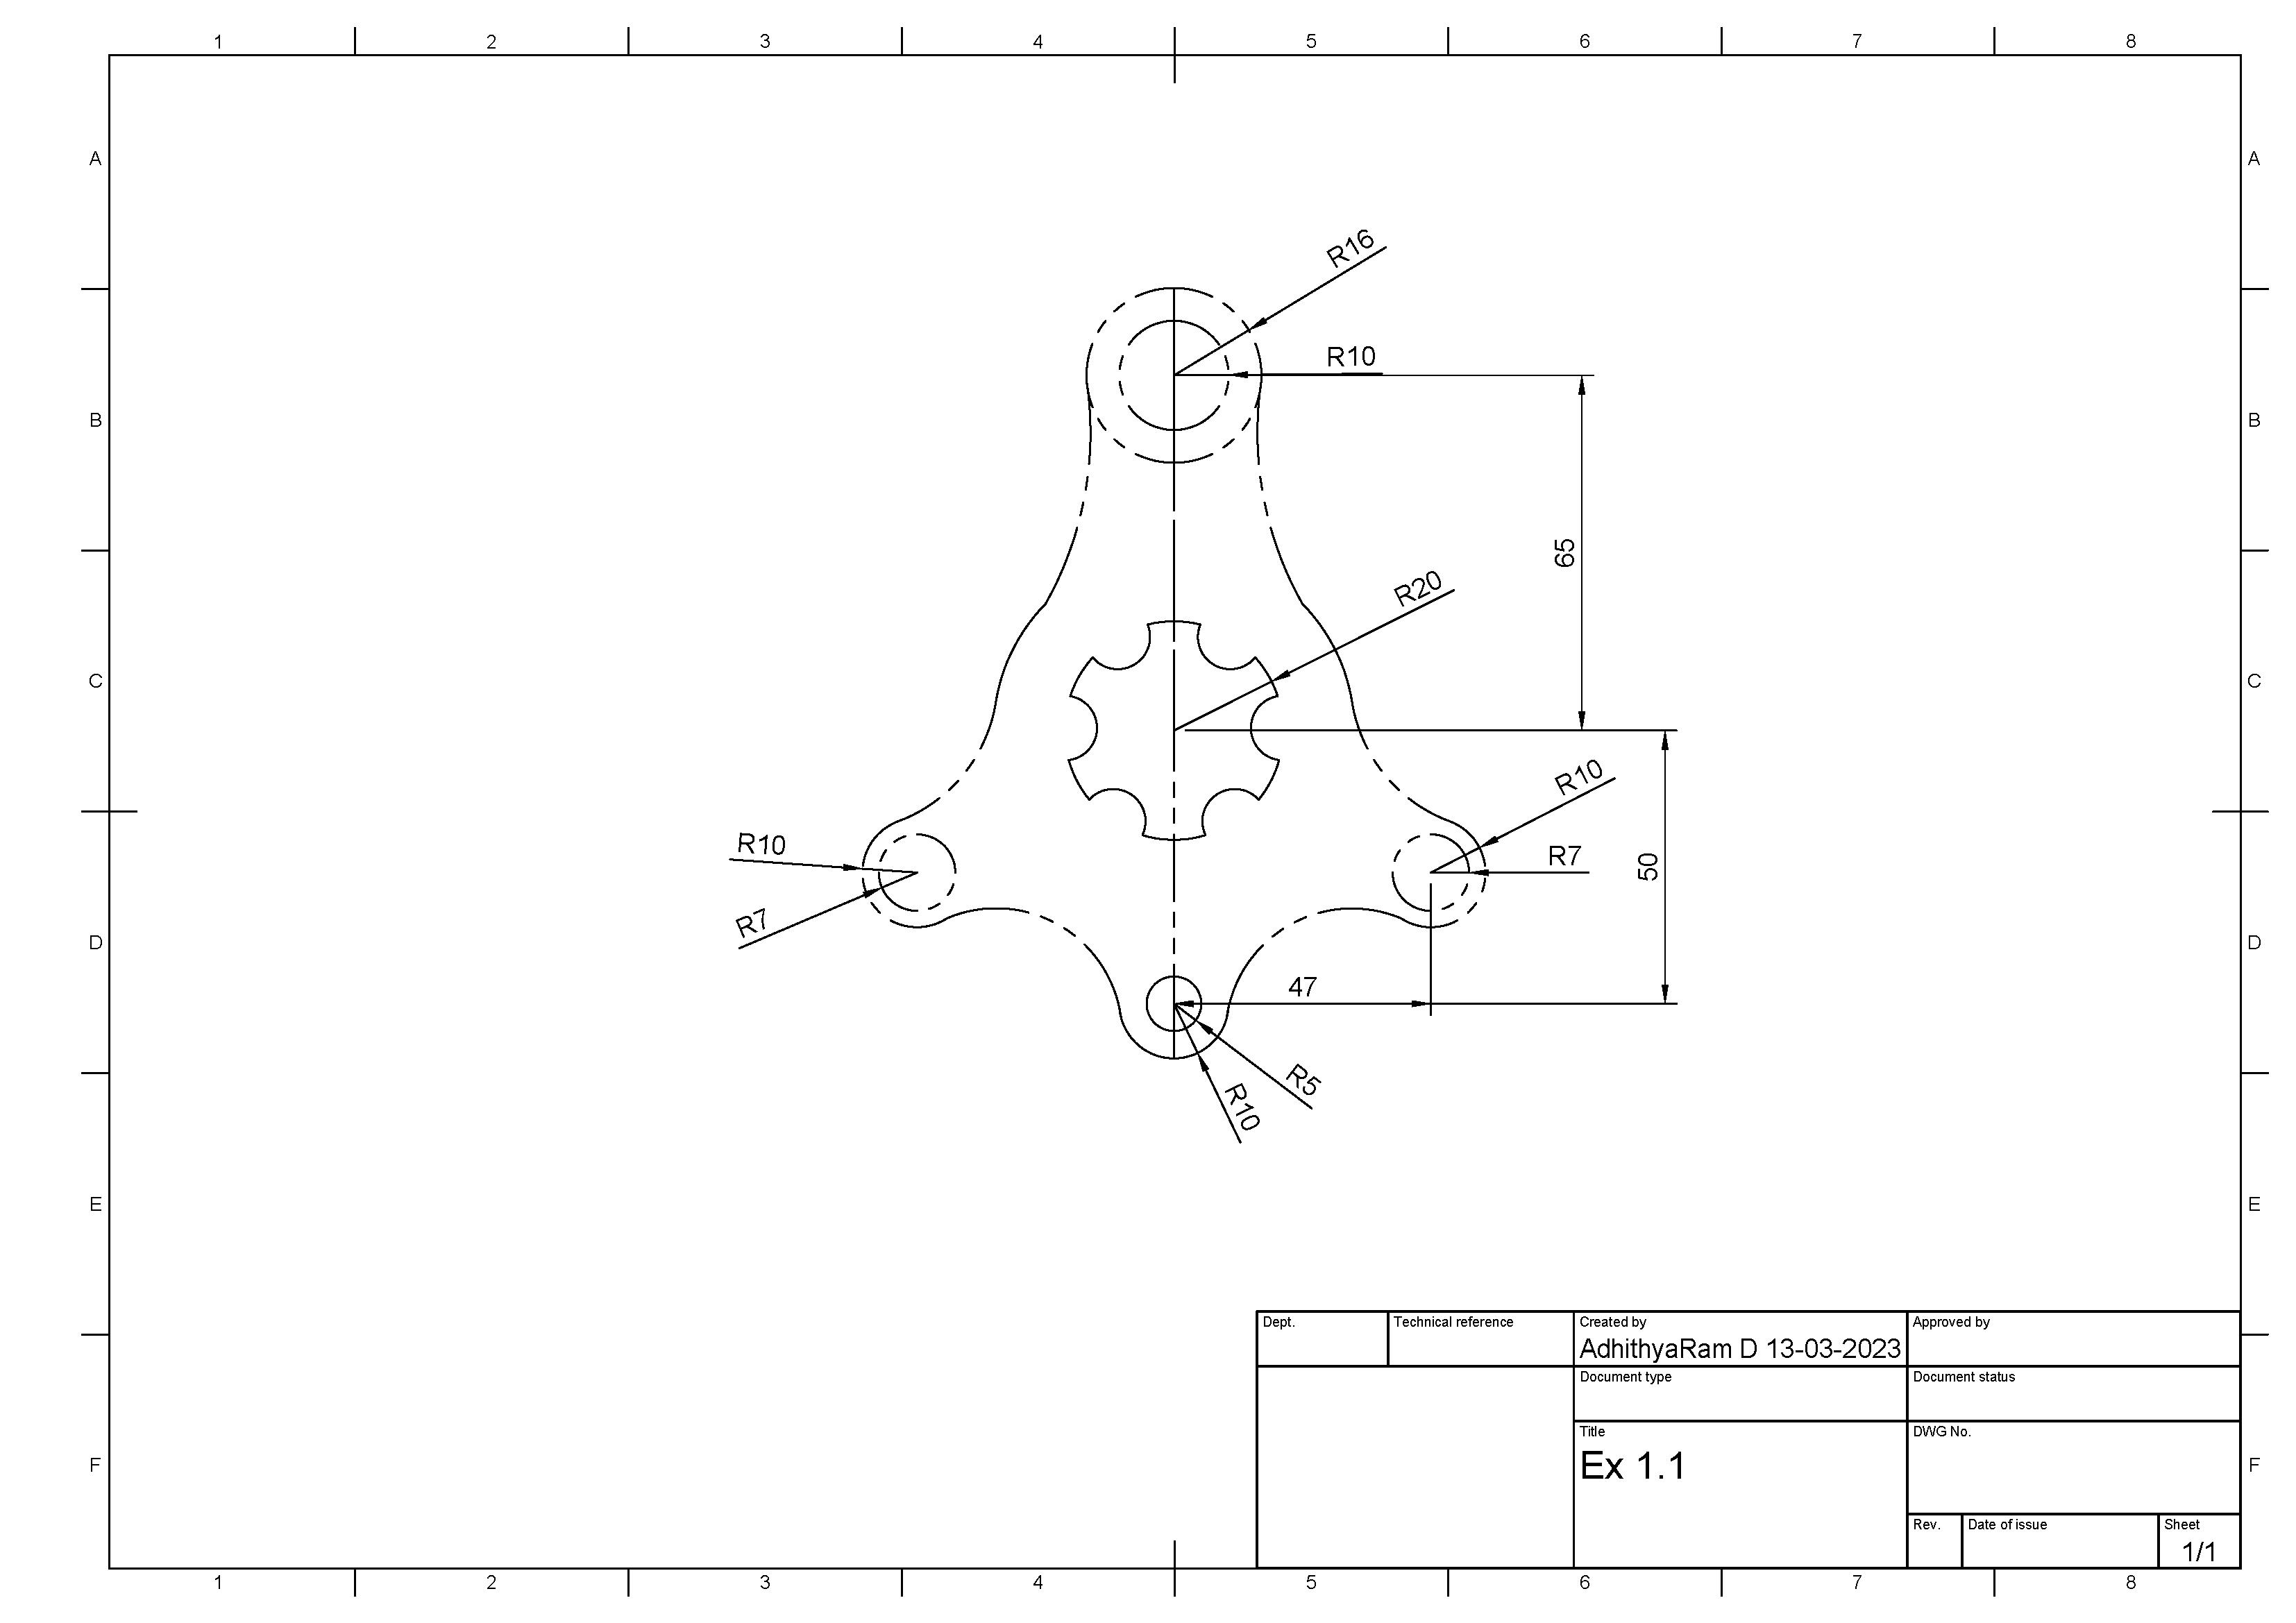 1 2 3 4 5 6 7 8
A A
R16
R10
B B
65
R20
C C
R10
R10 R7
50
R7
D D
47
R5
R10
E E
Dept. Technical reference Created by Approved by
AdhithyaRam D 13-03-2023
Document type Document status
Title DWG No.
Ex 1.1
F F
Rev. Date of issue Sheet
1/1
1 2 3 4 5 6 7 8